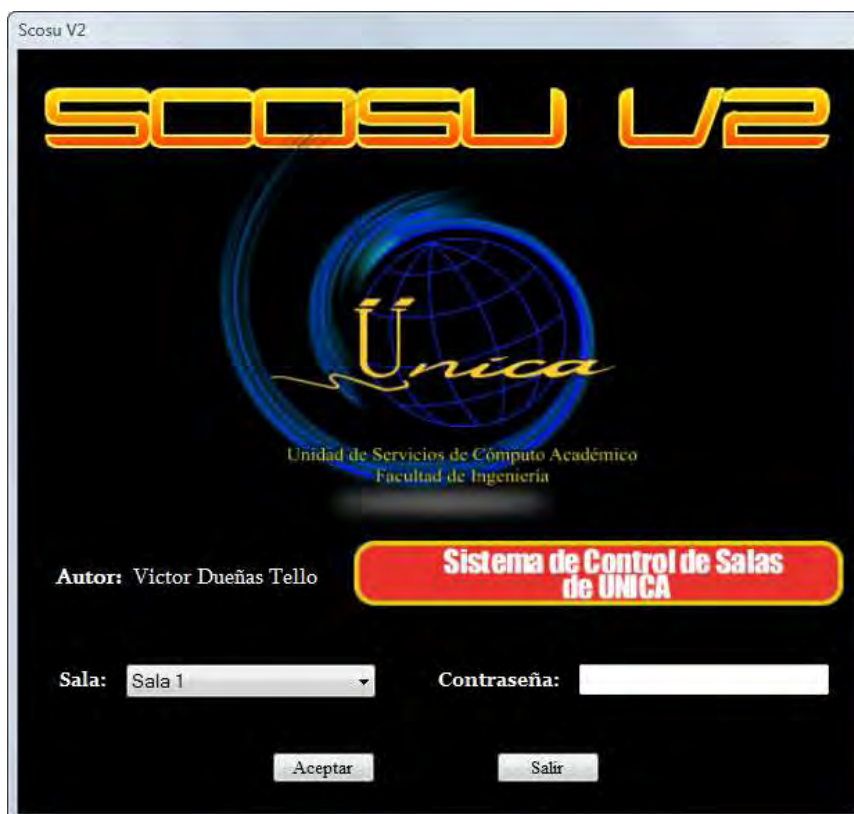 Scosu V2
SCOSU V2
Única
Unidad de Servicios de Cómputo Académico
Facultad de Ingeniería
Autor: Victor Dueñas Tello
Sistema de Control de Salas
de UNICA
Sala: Sala 1
Contraseña:
Aceptar
Salir